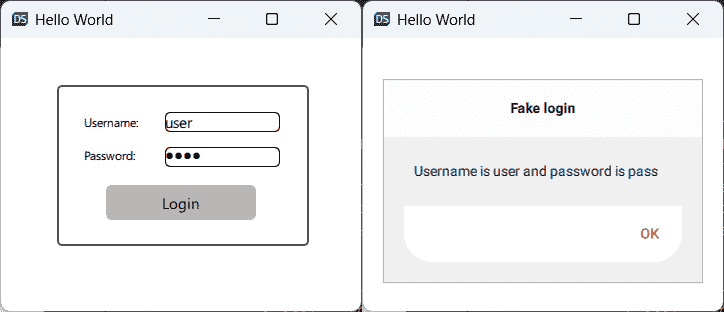 DS Hello World
Username: user
Password: ●●●●
Login
DS Hello World
Fake login
Username is user and password is pass
OK